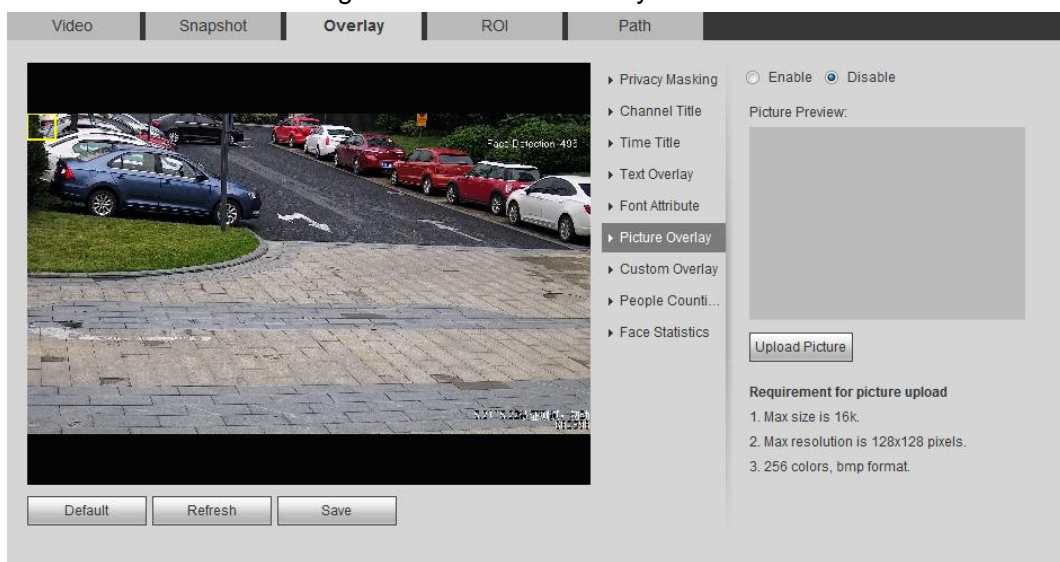 Video Snapshot Overlay ROI Path
Privacy Masking
Channel Title
Time Title
Text Overlay
Font Attribute
Picture Overlay
Custom Overlay
People Counti...
Face Statistics
Enable Disable
Picture Preview:
Upload Picture
Requirement for picture upload
1. Max size is 16k.
2. Max resolution is 128x128 pixels.
3. 256 colors, bmp format.
Face Detection
Default Refresh Save